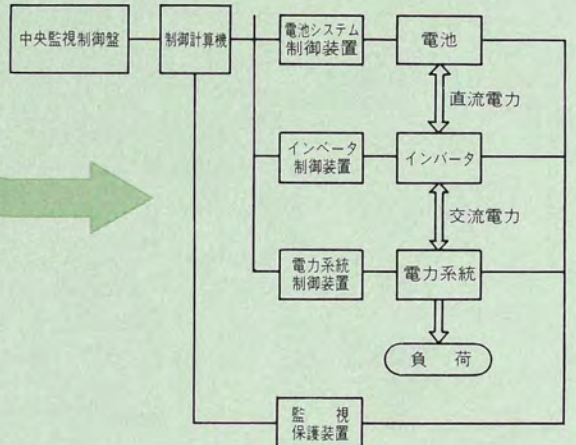 中央監視制御盤
制御計算機
電池システム
制御装置
電池
直流電力
インベータ
制御装置
インバータ
交流電力
電力系統
制御装置
電力系統
負荷
監視
保護装置